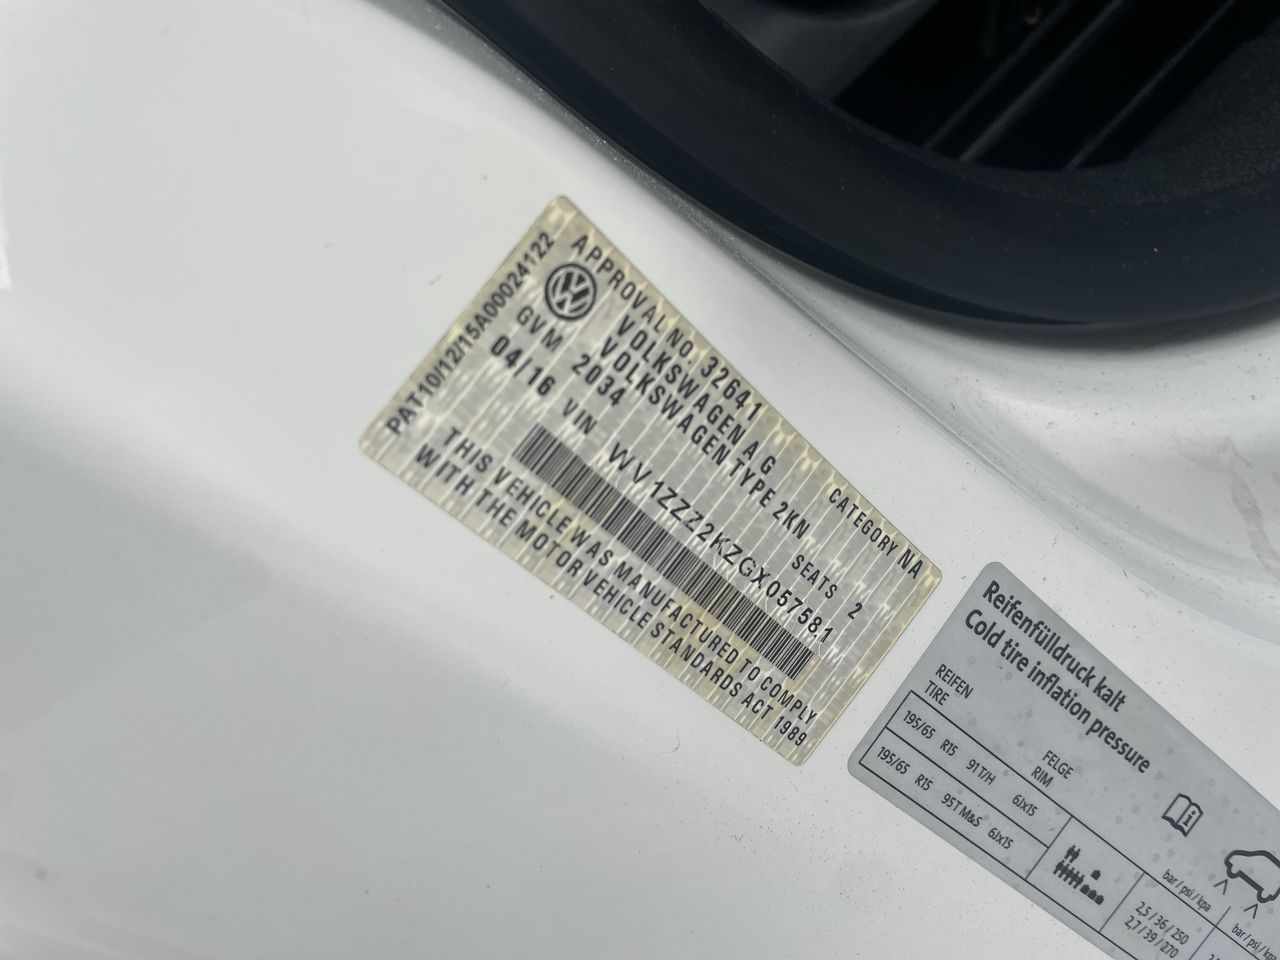 PAT10/12/15A00024122
APPROVAL NO. 32641
VOLKSWAGEN AG
CATEGORY NA
VOLKSWAGEN TYPE 2KN
GVM 2034
SEATS 2
04/16 VIN WV1ZZZ2KZGX057581
THIS VEHICLE WAS MANUFACTURED TO COMPLY
WITH THE MOTOR VEHICLE STANDARDS ACT 1989
Reifenfülldruck kalt
Cold tire inflation pressure
REIFEN
TIRE
FELGE
RIM
195/65 R15 91T/H 6Jx15
195/65 R15 95T M&S 6Jx15
bar / psi / kpa
2,5 / 36 / 250
2,7 / 39 / 270
bar / psi / kpa